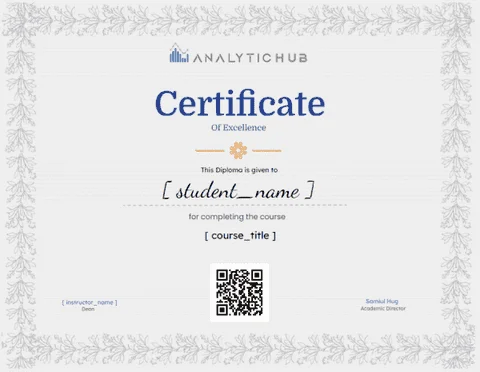 ANALYTICHUB
Certificate
Of Excellence
This Diploma is given to
[ student_name ]
for completing the course
[ course_title ]
[ instructor_name ]
Dean
Samiul Huq
Academic Director